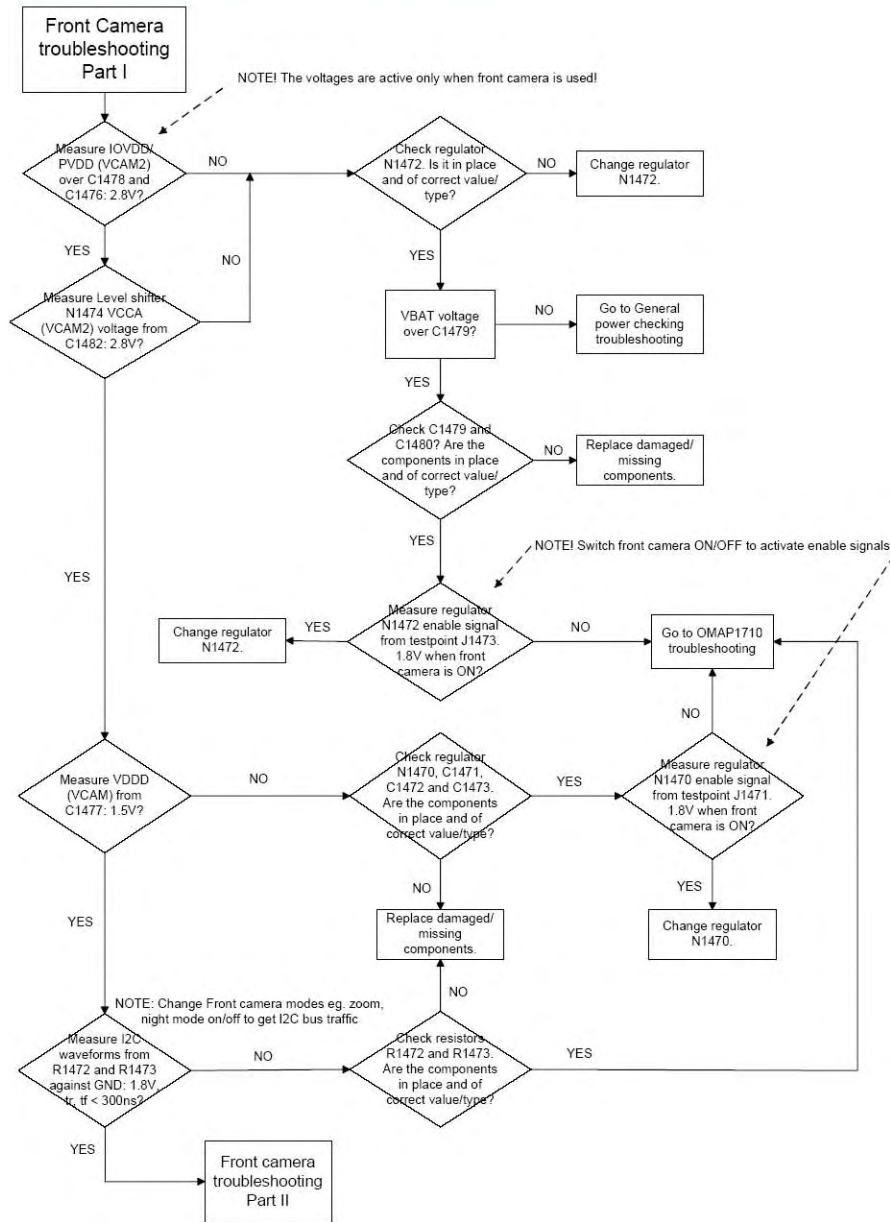 Front Camera
troubleshooting
Part I
NOTE! The voltages are active only when front camera is used!
Measure IOVDD/
PVDD (VCAM2)
over C1478 and
C1476: 2.8V?
NO
Check regulator
N1472. Is it in place
and of correct value/
type?
NO
Change regulator
N1472.
YES
NO
YES
Measure Level shifter
N1474 VCCA
(VCAM2) voltage from
C1482: 2.8V?
VBAT voltage
over C1479?
NO
Go to General
power checking
troubleshooting
YES
Check C1479 and
C1480? Are the
components in place
and of correct value/
type?
NO
Replace damaged/
missing
components.
YES
YES
NOTE! Switch front camera ON/OFF to activate enable signals
Change regulator
N1472.
YES
Measure regulator
N1472 enable signal
from testpoint J1473.
1.8V when front
camera is ON?
NO
Go to OMAP1710
troubleshooting
NO
Measure VDDD
(VCAM) from
C1477: 1.5V?
NO
Check regulator
N1470, C1471,
C1472 and C1473.
Are the components
in place and of
correct value/type?
YES
Measure regulator
N1470 enable signal
from testpoint J1471.
1.8V when front
camera is ON?
YES
NO
YES
Replace damaged/
missing
components.
Change regulator
N1470.
NOTE: Change Front camera modes eg. zoom,
night mode on/off to get I2C bus traffic
NO
Measure I2C
waveforms from
R1472 and R1473
against GND: 1.8V,
tr, tf < 300ns?
NO
Check resistors
R1472 and R1473.
Are the components
in place and of
correct value/type?
YES
YES
Front camera
troubleshooting
Part II